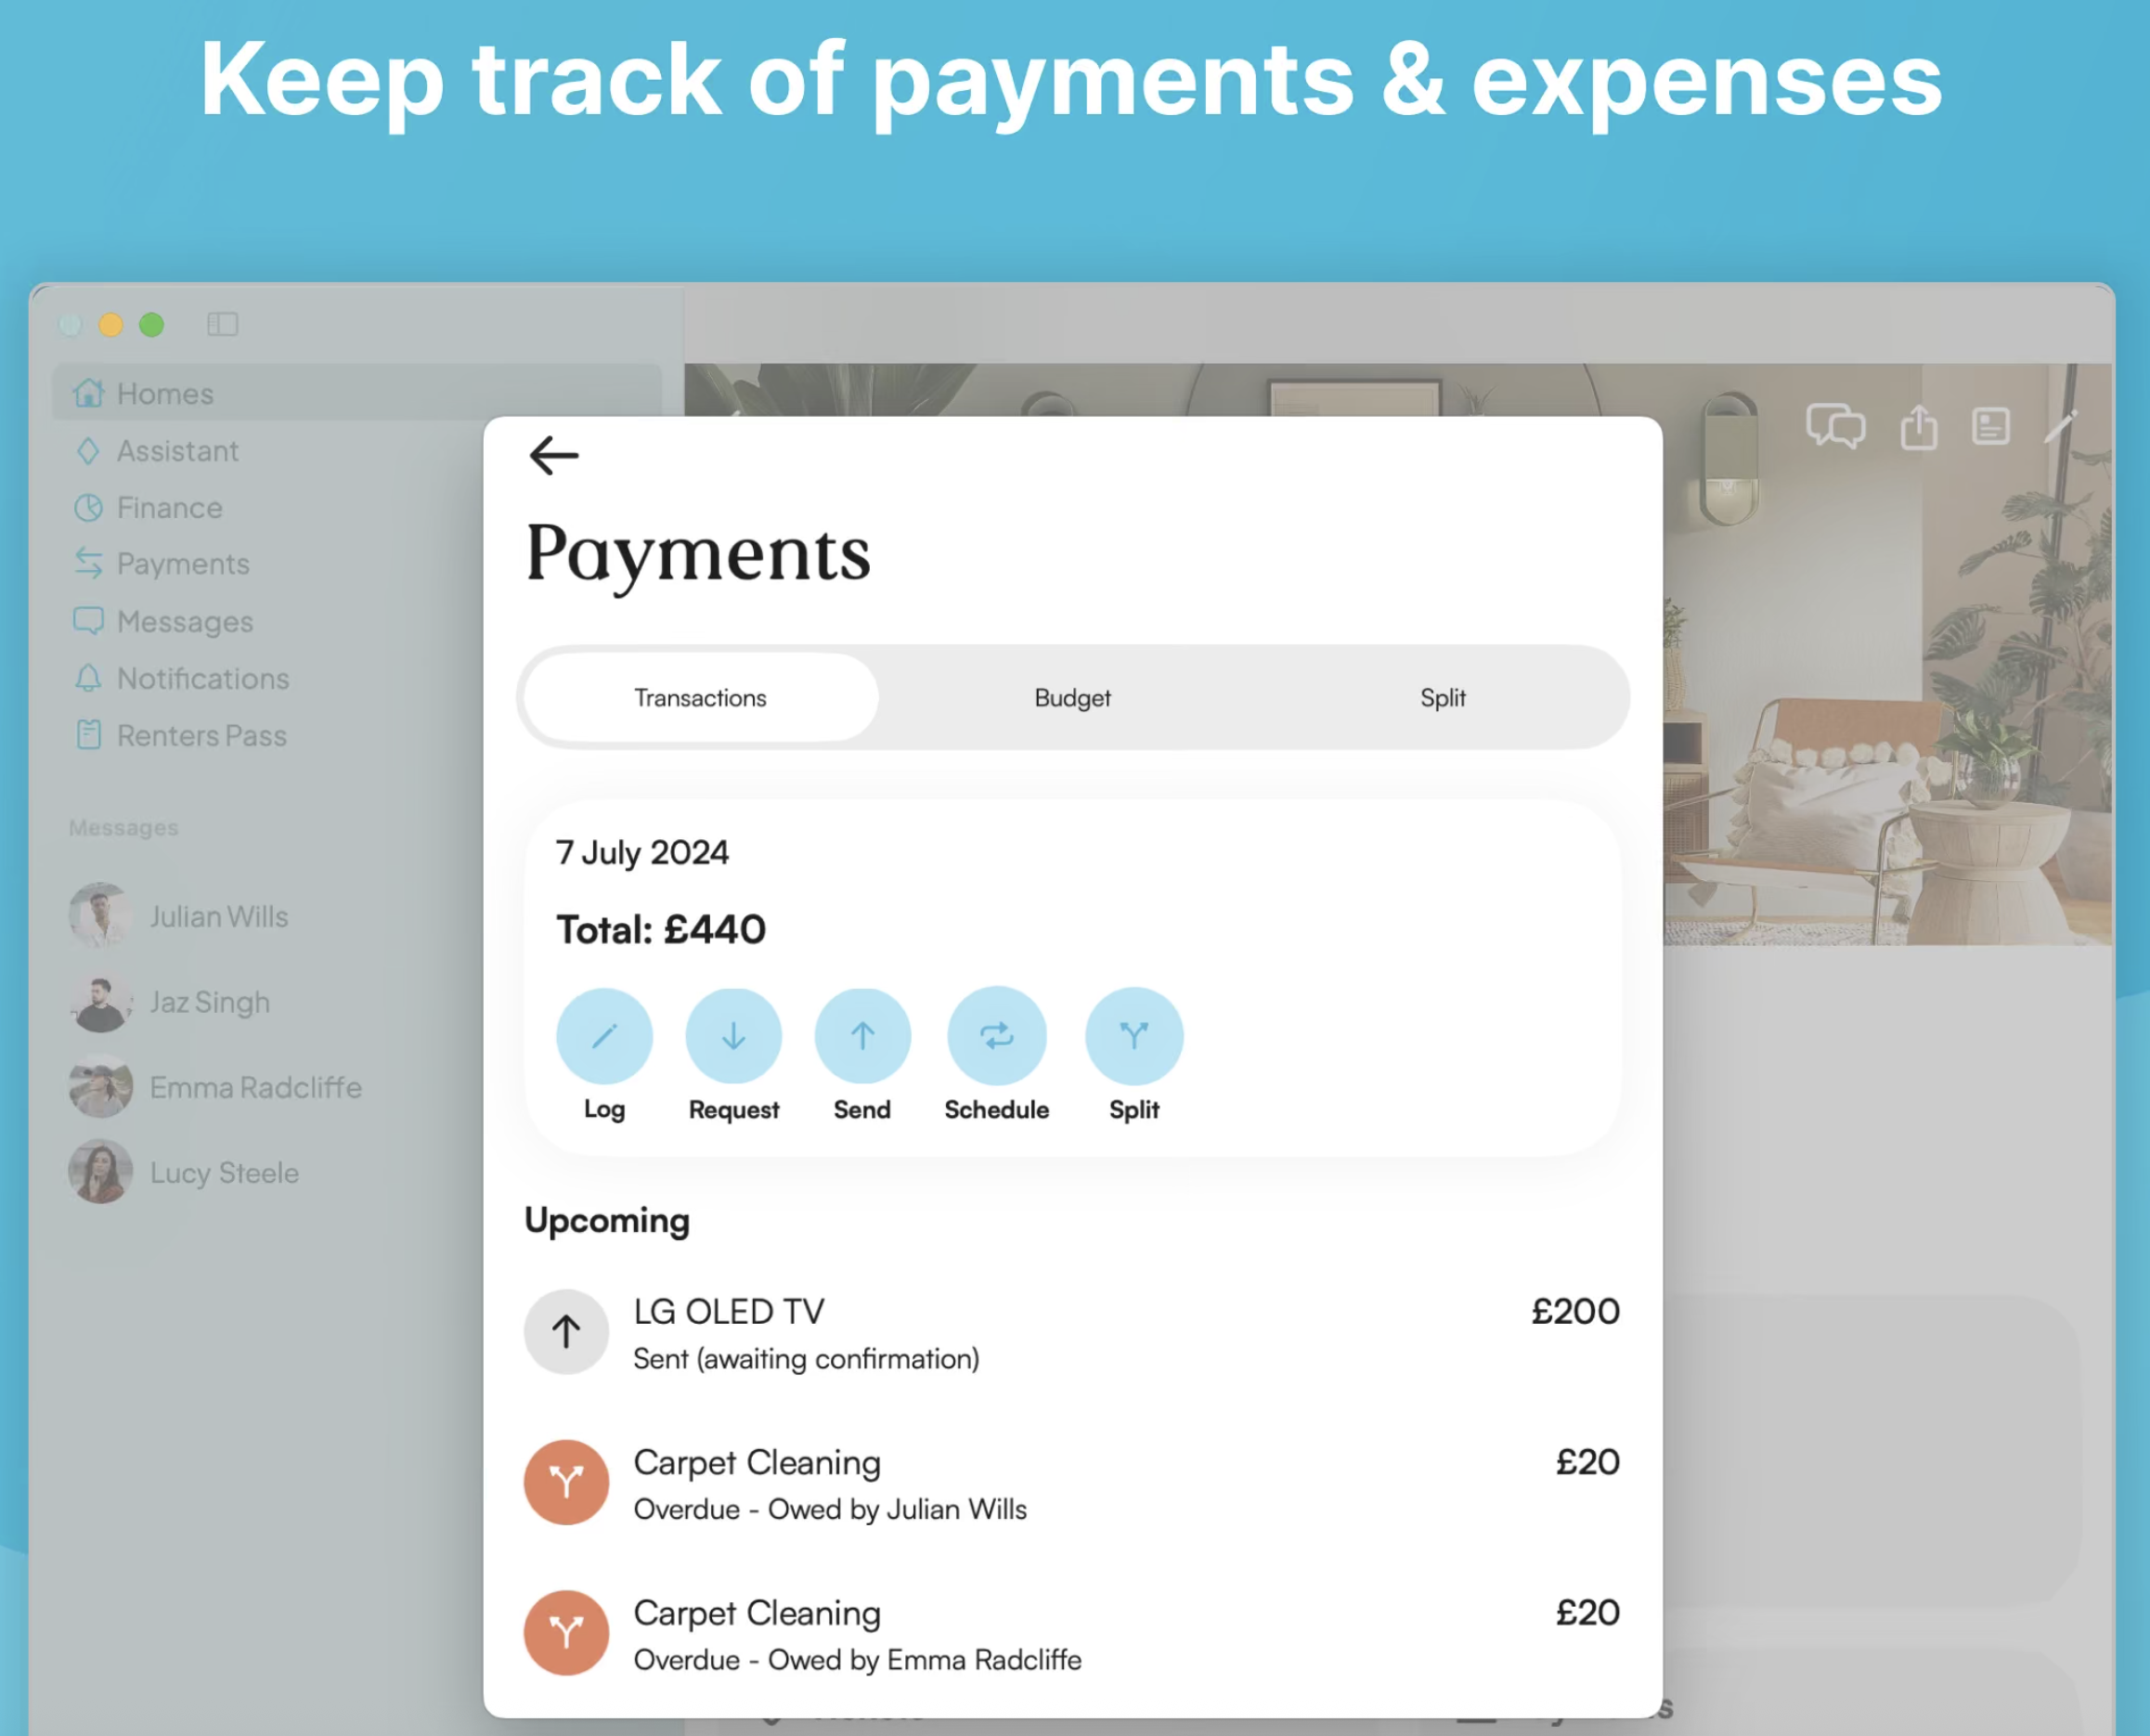 Keep track of payments & expenses
Homes
Assistant
Finance
Payments
Messages
Notifications
Renters Pass
Messages
Julian Wills
Jaz Singh
Emma Radcliffe
Lucy Steele
Payments
Transactions
Budget
Split
7 July 2024
Total: £440
Log
Request
Send
Schedule
Split
Upcoming
LG OLED TV
£200
Sent (awaiting confirmation)
Carpet Cleaning
£20
Overdue - Owed by Julian Wills
Carpet Cleaning
£20
Overdue - Owed by Emma Radcliffe